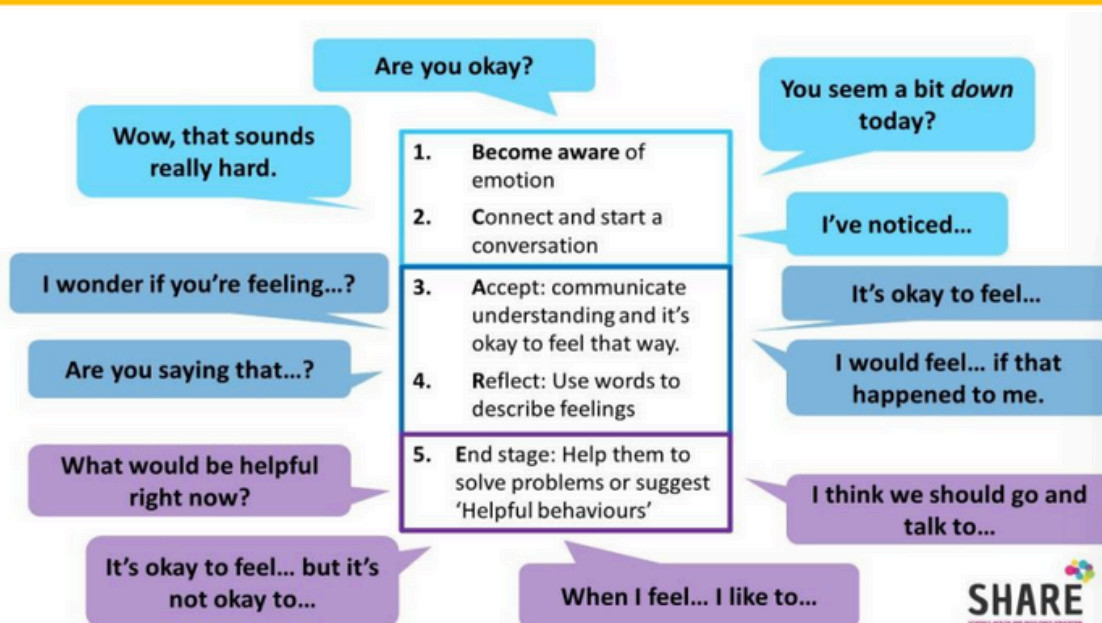 Are you okay?
You seem a bit down
today?
Wow, that sounds
really hard.
1. Become aware of
emotion
2. Connect and start a
conversation
I've noticed...
I wonder if you're feeling...?
3. Accept: communicate
understanding and it's
okay to feel that way.
It's okay to feel...
Are you saying that...?
4. Reflect: Use words to
describe feelings
I would feel... if that
happened to me.
What would be helpful
right now?
5. End stage: Help them to
solve problems or suggest
'Helpful behaviours'
I think we should go and
talk to...
It's okay to feel... but it's
not okay to...
When I feel... I like to...
SHARE